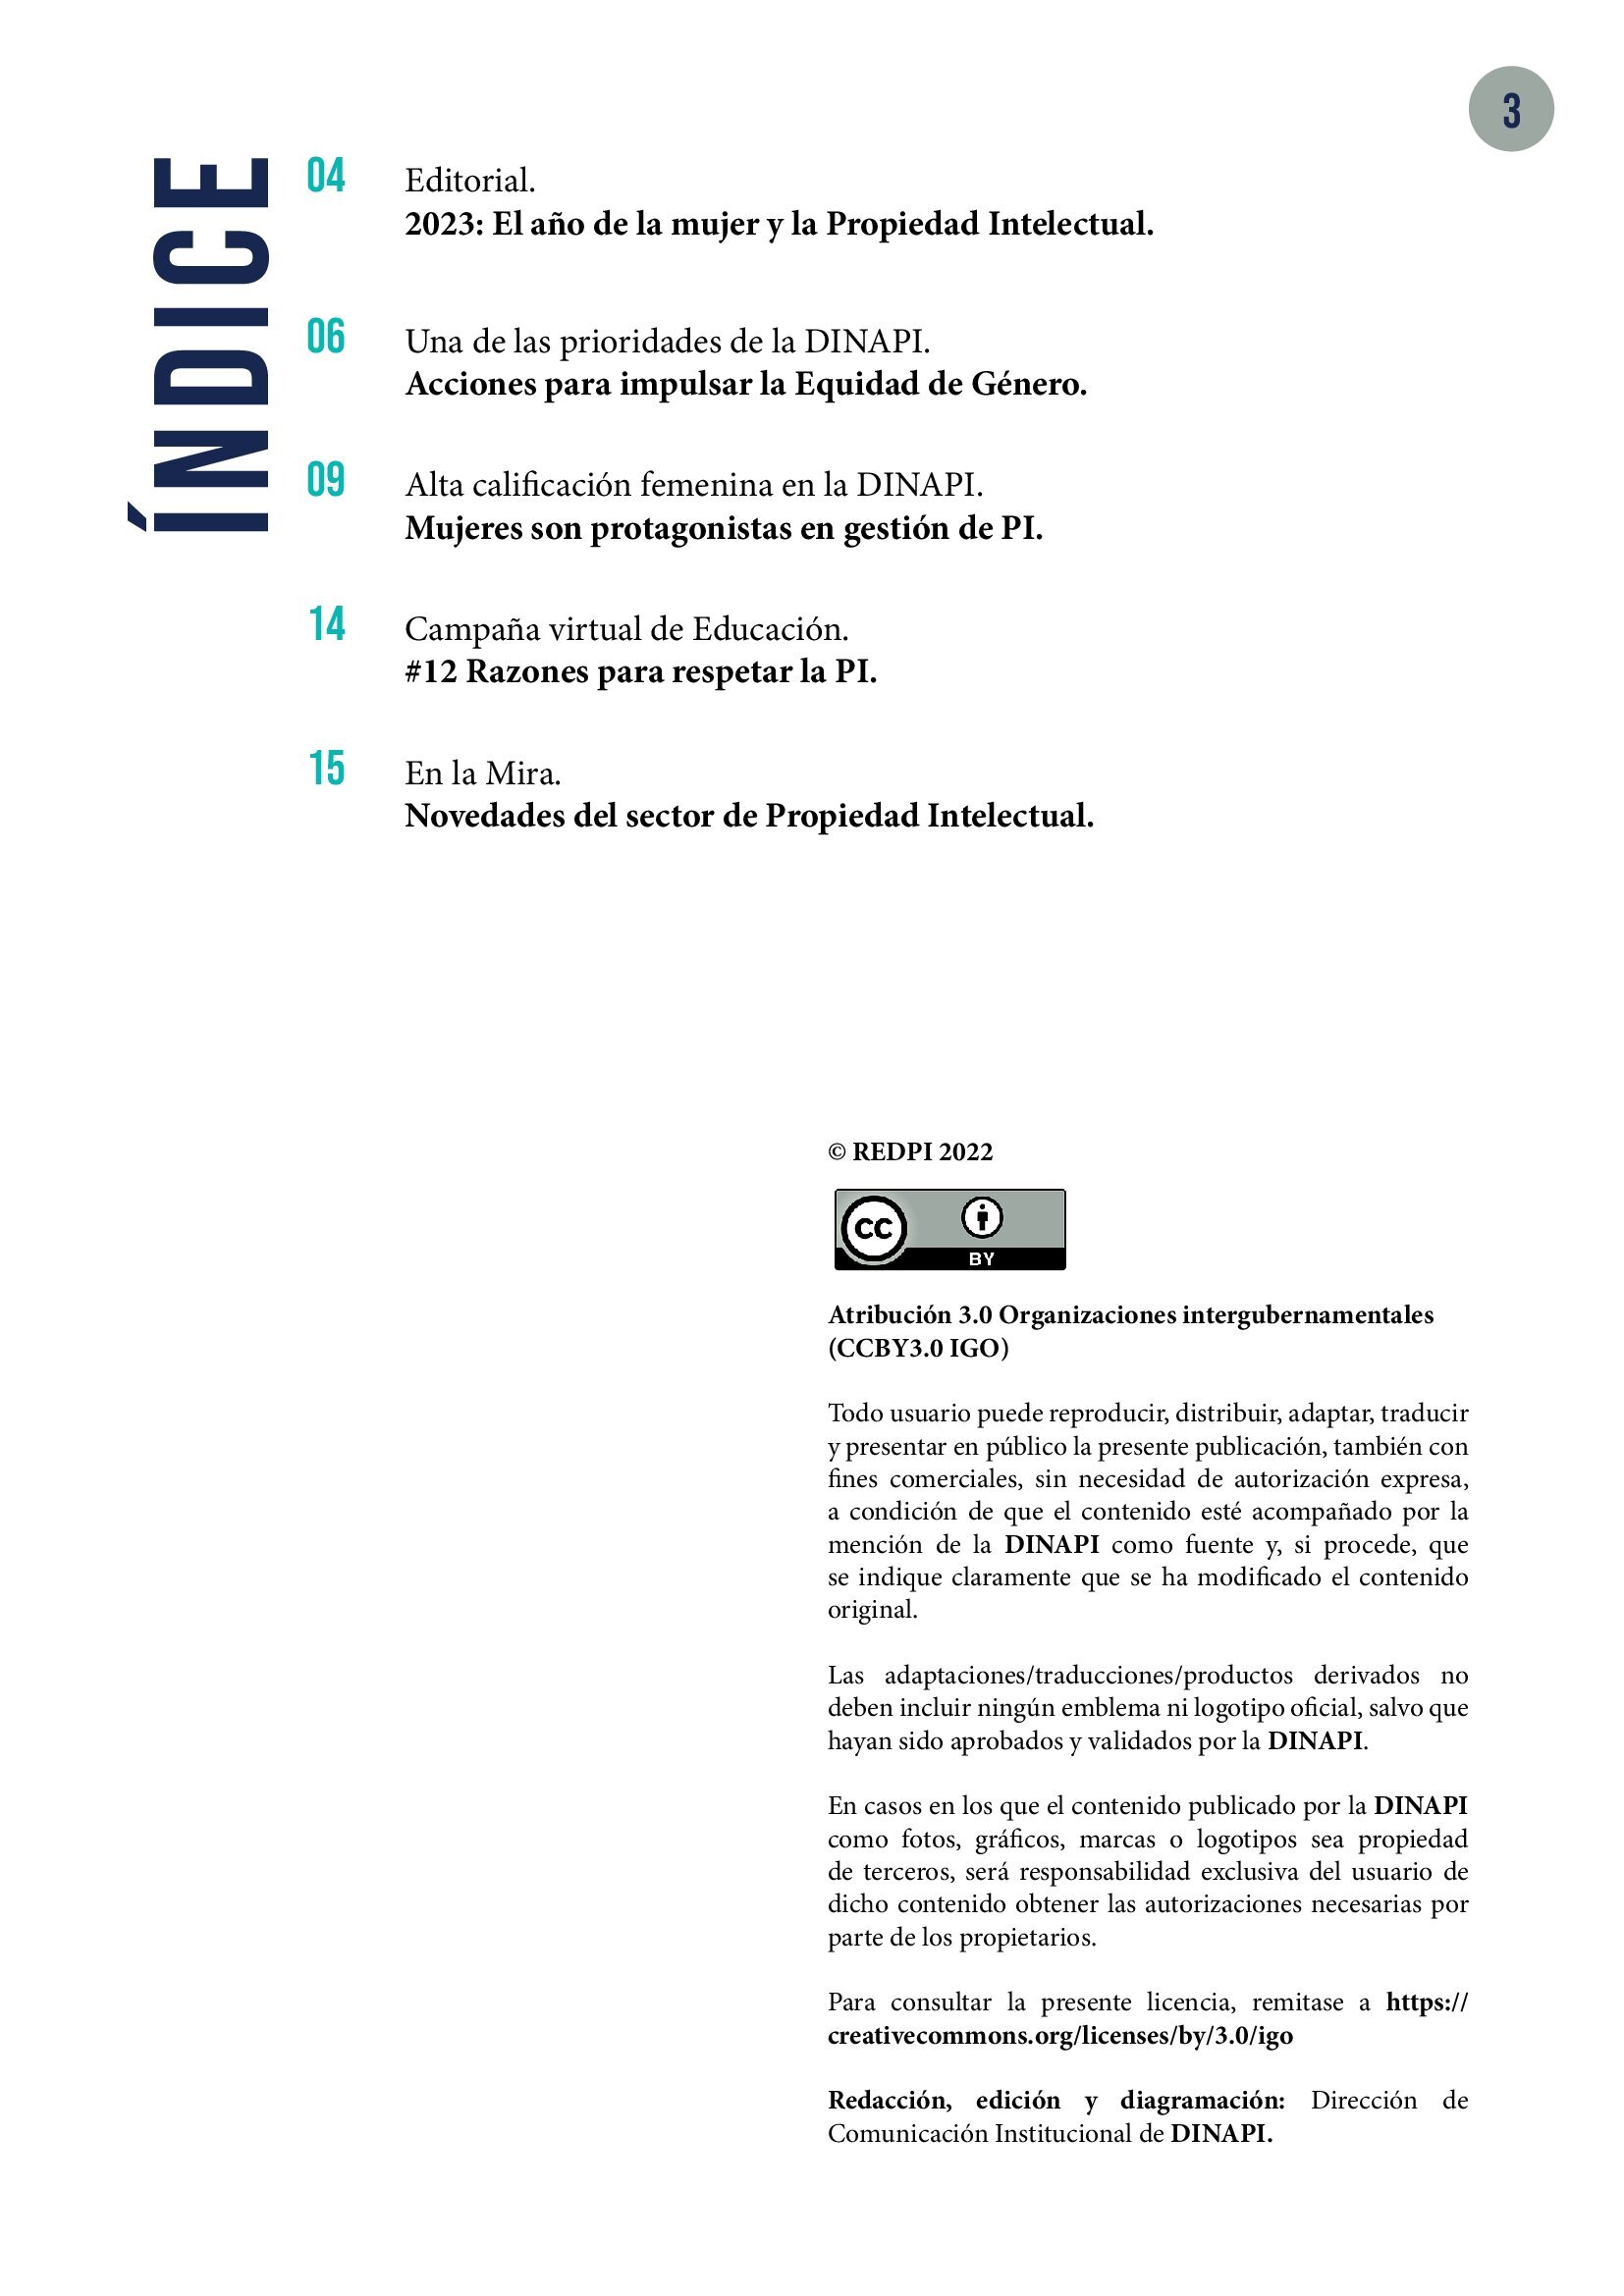 3
ÍNDICE
04
Editorial.
2023: El año de la mujer y la Propiedad Intelectual.
06
Una de las prioridades de la DINAPI.
Acciones para impulsar la Equidad de Género.
09
Alta calificación femenina en la DINAPI.
Mujeres son protagonistas en gestión de PI.
14
Campaña virtual de Educación.
#12 Razones para respetar la PI.
15
En la Mira.
Novedades del sector de Propiedad Intelectual.
© REDPI 2022
CC
BY
Atribución 3.0 Organizaciones intergubernamentales
(CCBY3.0 IGO)
Todo usuario puede reproducir, distribuir, adaptar, traducir
y presentar en público la presente publicación, también con
fines comerciales, sin necesidad de autorización expresa,
a condición de que el contenido esté acompañado por la
mención de la DINAPI como fuente y, si procede, que
se indique claramente que se ha modificado el contenido
original.
Las adaptaciones/traducciones/productos derivados no
deben incluir ningún emblema ni logotipo oficial, salvo que
hayan sido aprobados y validados por la DINAPI.
En casos en los que el contenido publicado por la DINAPI
como fotos, gráficos, marcas o logotipos sea propiedad
de terceros, será responsabilidad exclusiva del usuario de
dicho contenido obtener las autorizaciones necesarias por
parte de los propietarios.
Para consultar la presente licencia, remitase a https://
creativecommons.org/licenses/by/3.0/igo
Redacción, edición y diagramación: Dirección de
Comunicación Institucional de DINAPI.